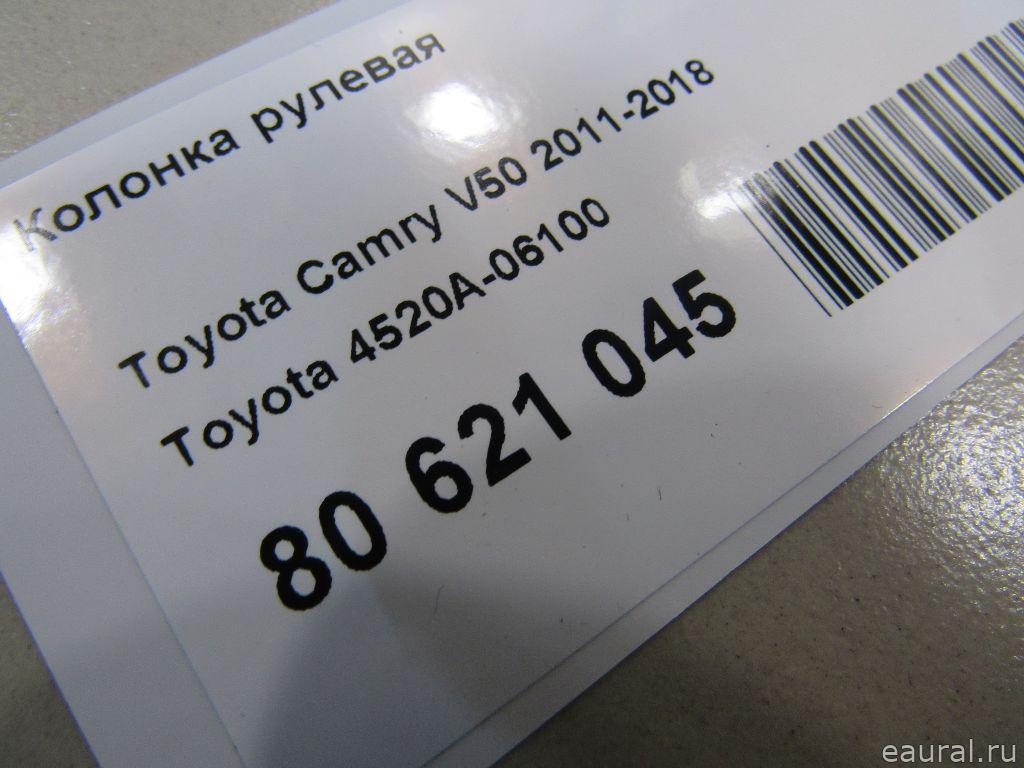 Колонка рулевая
Toyota Camry V50 2011-2018
Toyota 4520A-06100
80 621 045
eaural.ru